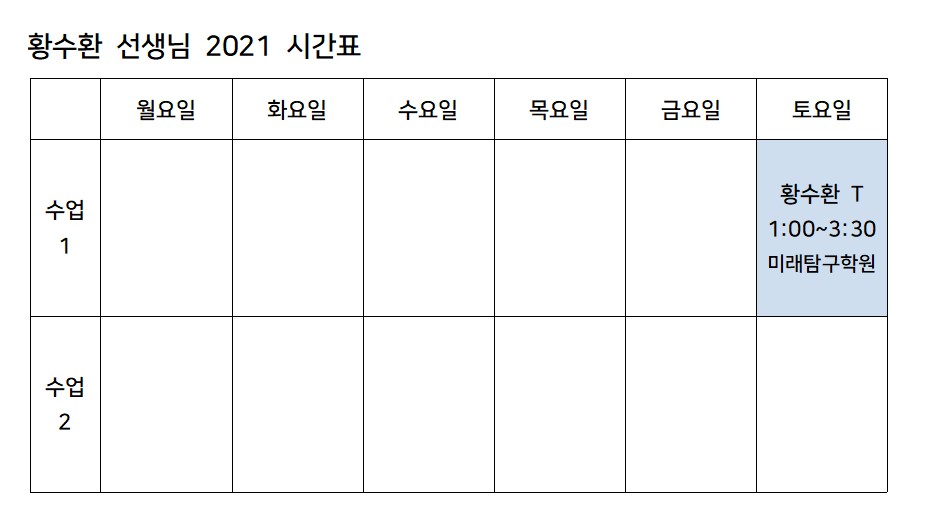 황수환 선생님 2021 시간표
월요일 화요일 수요일 목요일 금요일 토요일
수업
1
황수환 T
1:00~3:30
미래탐구학원
수업
2